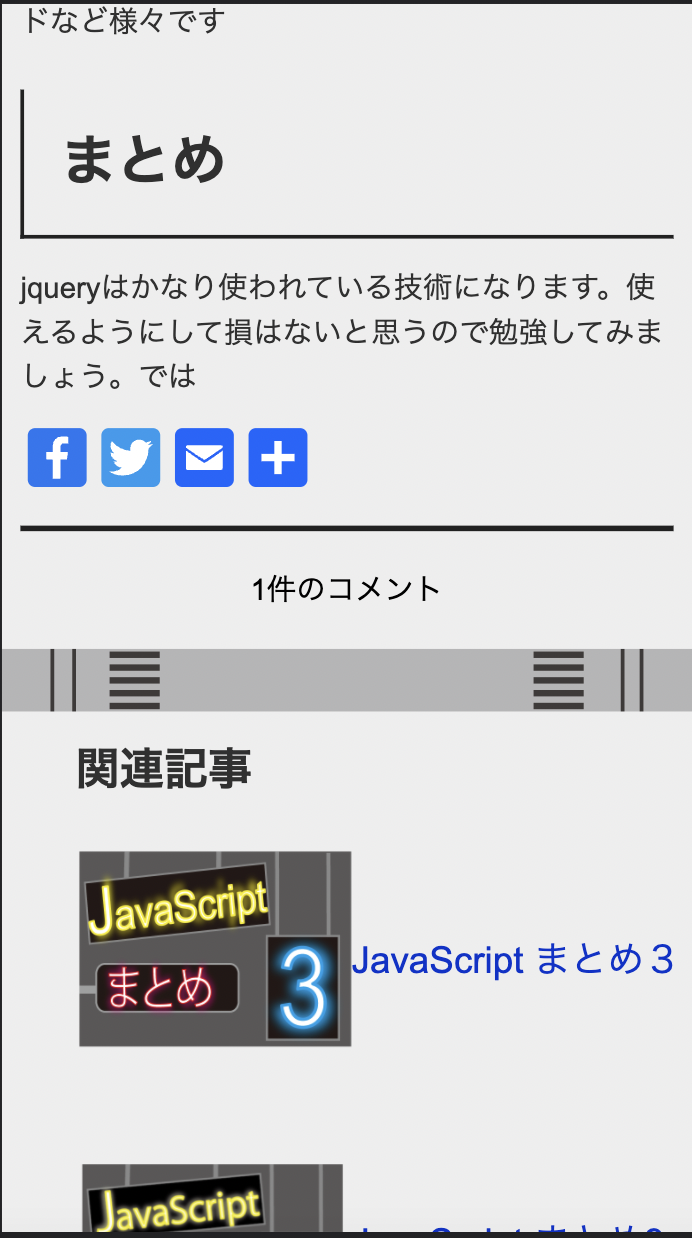 ドなど様々です
まとめ
jqueryはかなり使われている技術になります。使
えるようにして損はないと思うので勉強してみま
しょう。では
1件のコメント
関連記事
JavaScript
まとめ
3
JavaScript まとめ３
JavaScript